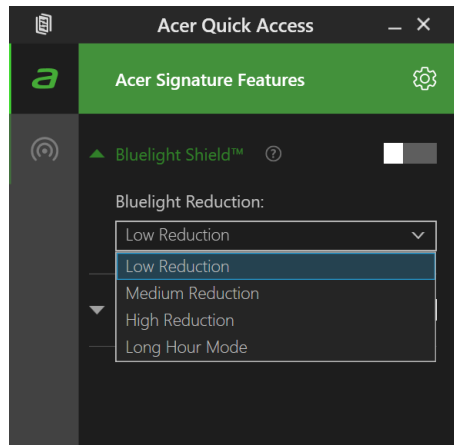 Acer Quick Access
a
Acer Signature Features
Bluelight Shield™ ?
Bluelight Reduction:
Low Reduction
Low Reduction
Medium Reduction
High Reduction
Long Hour Mode